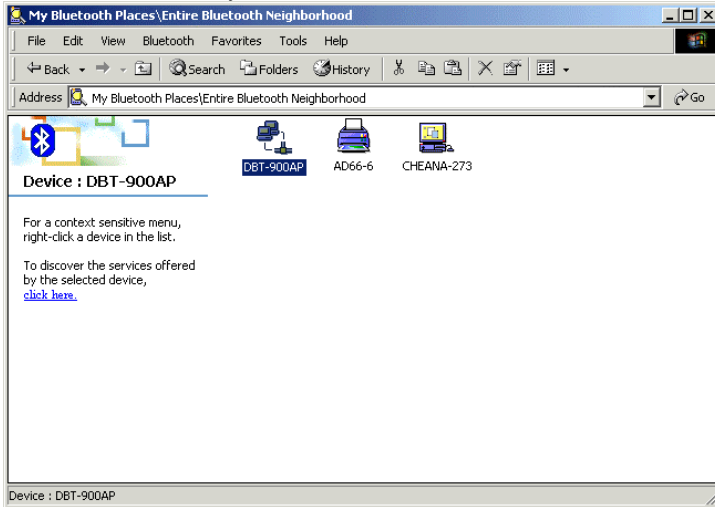 My Bluetooth Places\Entire Bluetooth Neighborhood
File Edit View Bluetooth Favorites Tools Help
Back Search Folders History
Address My Bluetooth Places\Entire Bluetooth Neighborhood Go
DBT-900AP AD66-6 CHEANA-273
Device : DBT-900AP
For a context sensitive menu,
right-click a device in the list.
To discover the services offered
by the selected device,
click here.
Device : DBT-900AP